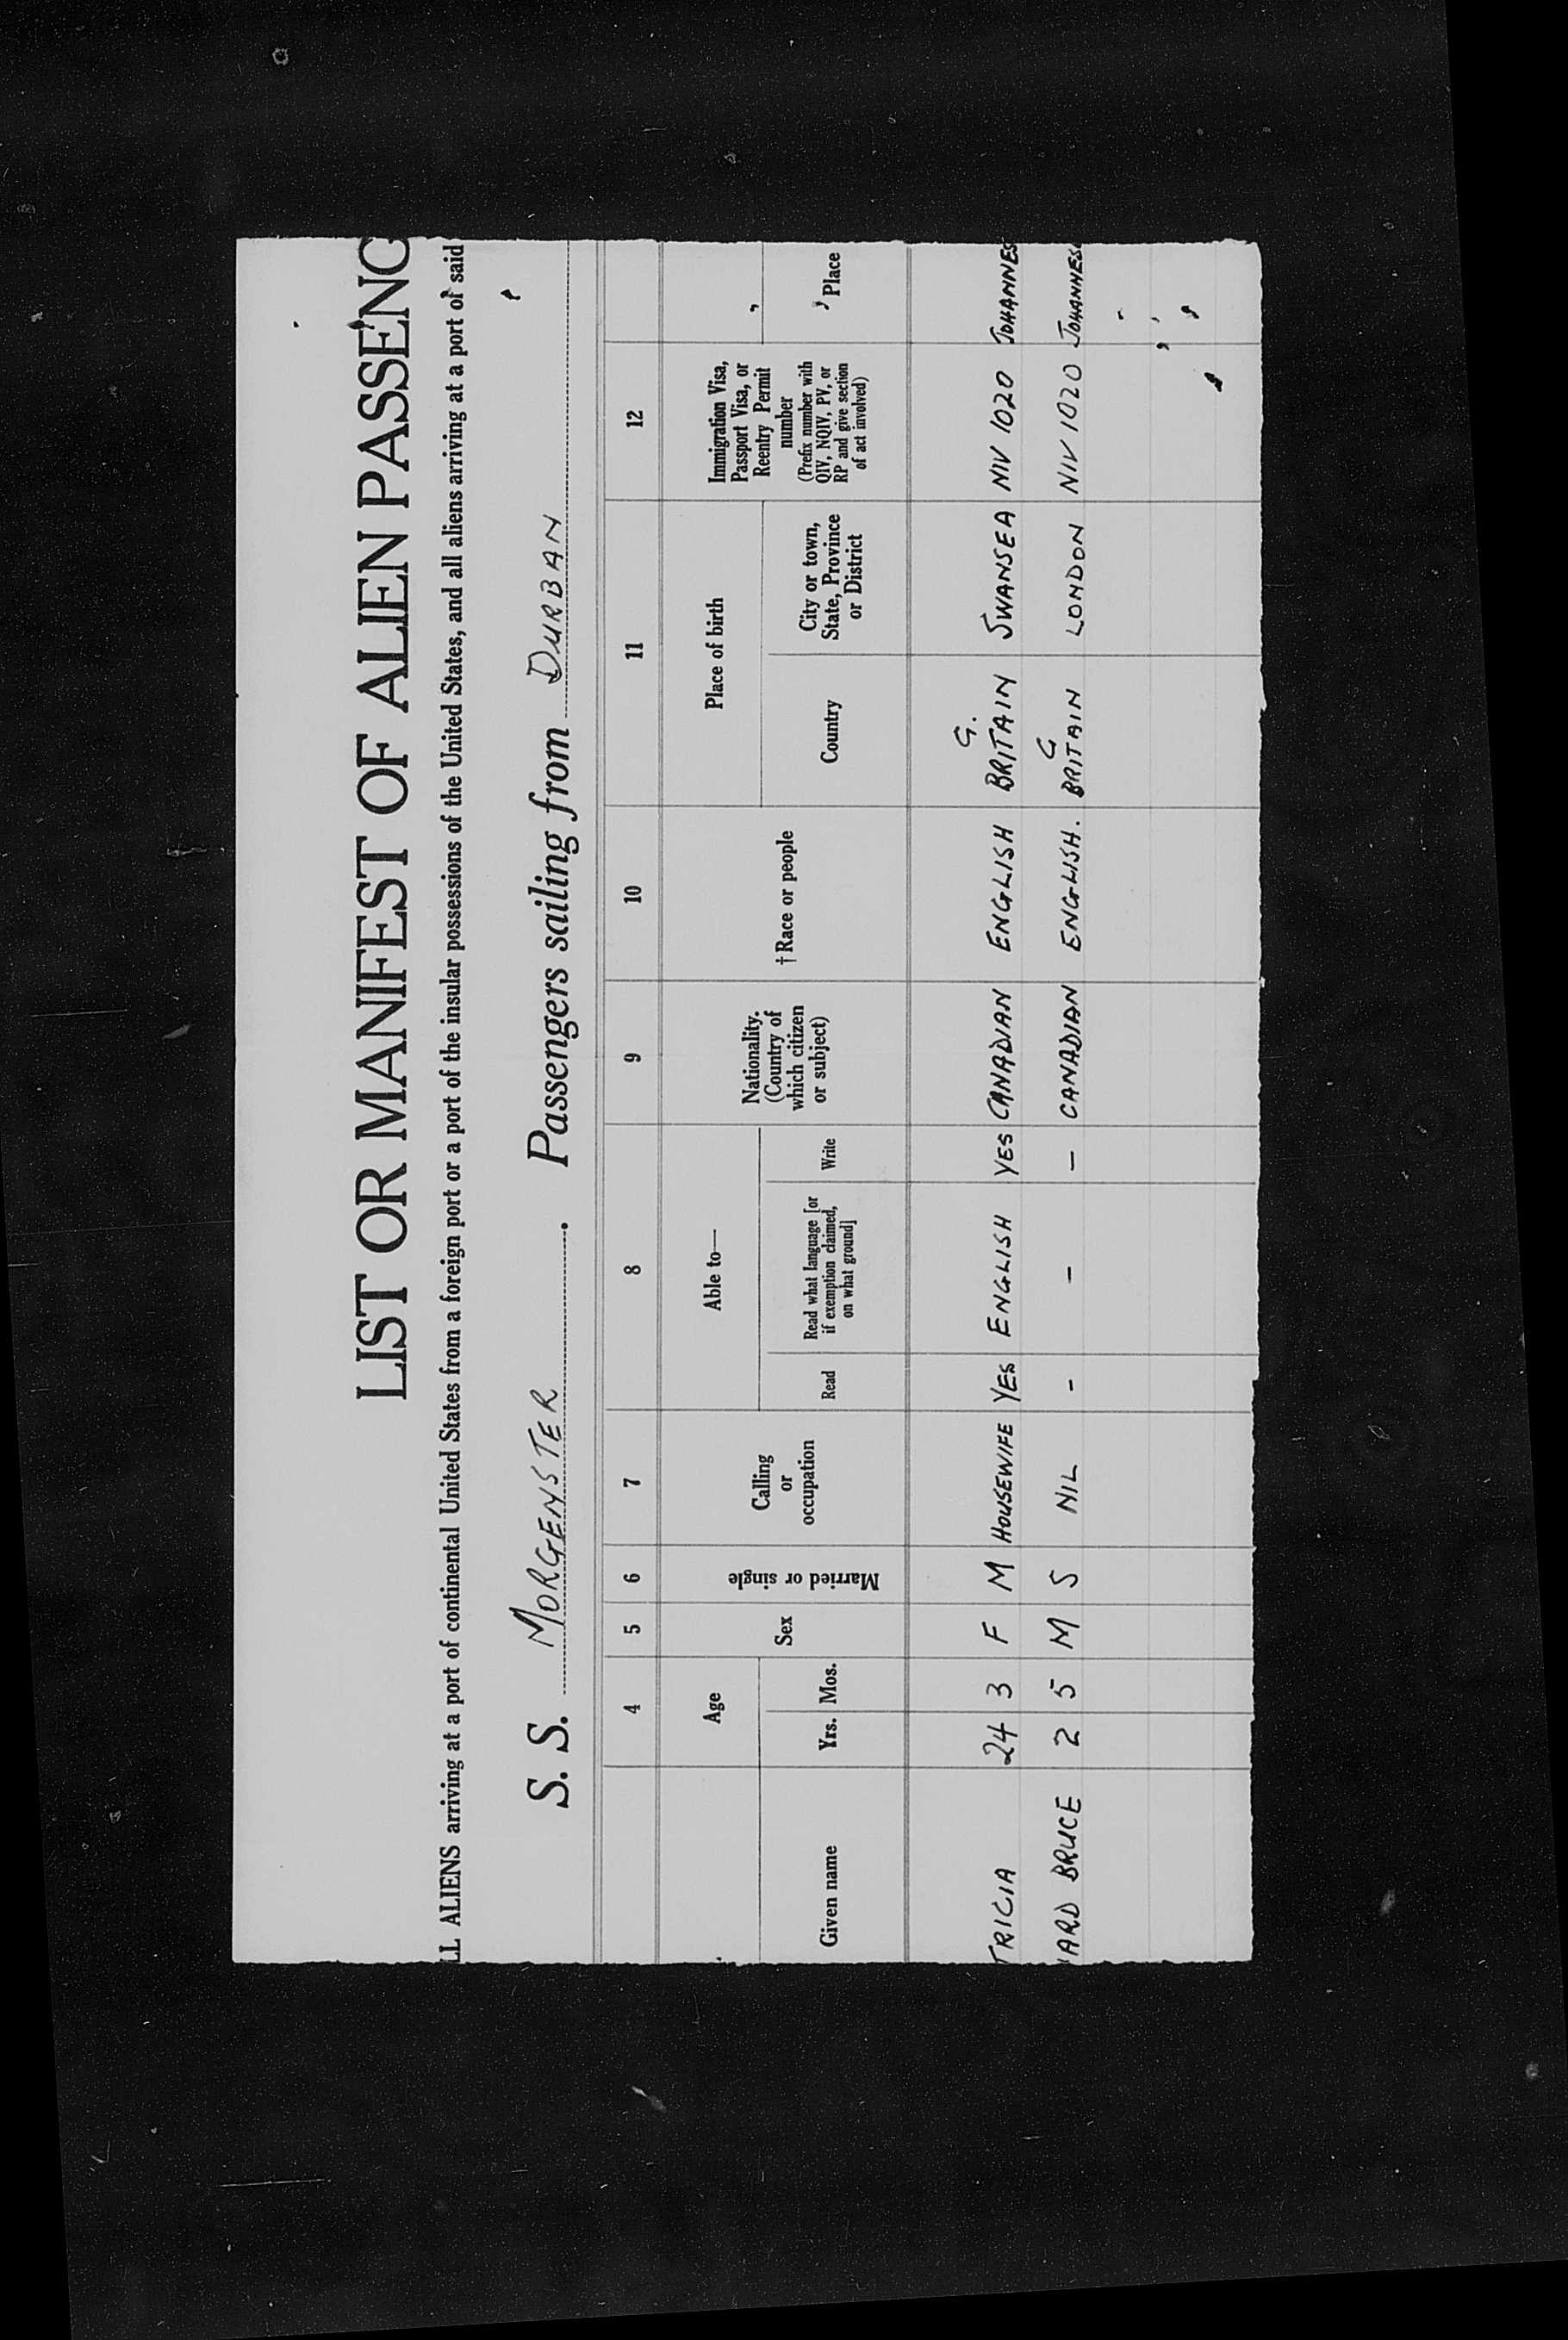 LIST OR MANIFEST OF ALIEN PASSENG
LL ALIENS arriving at a port of continental United States from a foreign port or a port of the insular possessions of the United States, and all aliens arriving at a port of said
S. S. MORGENSTER . Passengers sailing from DURBAN
4 5 6 7 8 9 10 11 12
Given name
Age
Yrs. Mos.
Sex
Married or single
Calling
or
occupation
Able to—
Read
Read what language [or
if exemption claimed,
on what ground]
Write
Nationality.
(Country of
which citizen
or subject)
† Race or people
Place of birth
Country
City or town,
State, Province
or District
Immigration Visa,
Passport Visa, or
Reentry Permit
number
(Prefix number with
QIV, NQIV, PV, or
RP and give section
of act involved)
Place
TRICIA 24 3 F M HOUSEWIFE YES ENGLISH YES CANADIAN ENGLISH G. BRITAIN SWANSEA NIV 1020 JOHANNES
ARD BRUCE 2 5 M S NIL - - - CANADIAN ENGLISH. G BRITAIN LONDON NIV 1020 JOHANNES